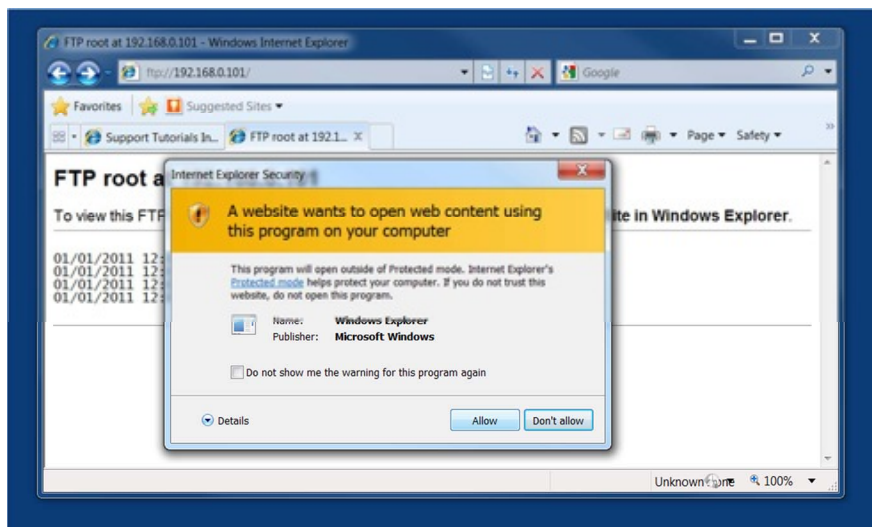 FTP root at 192.168.0.101 - Windows Internet Explorer
ftp://192.168.0.101/
Google
Favorites
Suggested Sites
Support Tutorials In...
FTP root at 192.1... X
Page
Safety
»
FTP root a
Internet Explorer Security
To view this FTP
ite in Windows Explorer.
A website wants to open web content using
this program on your computer
01/01/2011 12:
01/01/2011 12:
01/01/2011 12:
01/01/2011 12:
This program will open outside of Protected mode. Internet Explorer's
Protected mode helps protect your computer. If you do not trust this
website, do not open this program.
Name: Windows Explorer
Publisher: Microsoft Windows
Do not show me the warning for this program again
Details
Allow
Don't allow
Unknown
100%